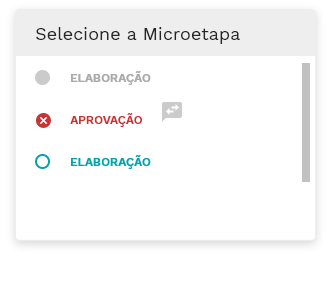 Selecione a Microetapa
ELABORAÇÃO
APROVAÇÃO
ELABORAÇÃO